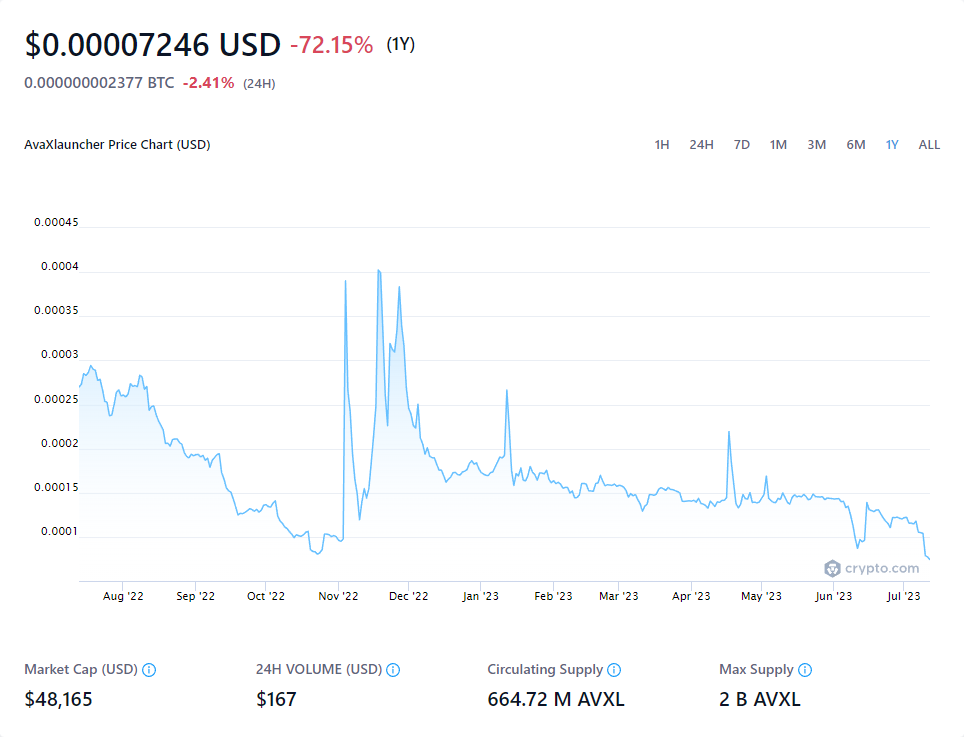 $0.00007246 USD -72.15% (1Y)
0.000000002377 BTC -2.41% (24H)
AvaXlauncher Price Chart (USD) 1H 24H 7D 1M 3M 6M 1Y ALL
0.00045
0.0004
0.00035
0.0003
0.00025
0.0002
0.00015
0.0001
crypto.com
Aug '22 Sep '22 Oct '22 Nov '22 Dec '22 Jan '23 Feb '23 Mar '23 Apr '23 May '23 Jun '23 Jul '23
Market Cap (USD) 24H VOLUME (USD) Circulating Supply Max Supply
$48,165 $167 664.72 M AVXL 2 B AVXL